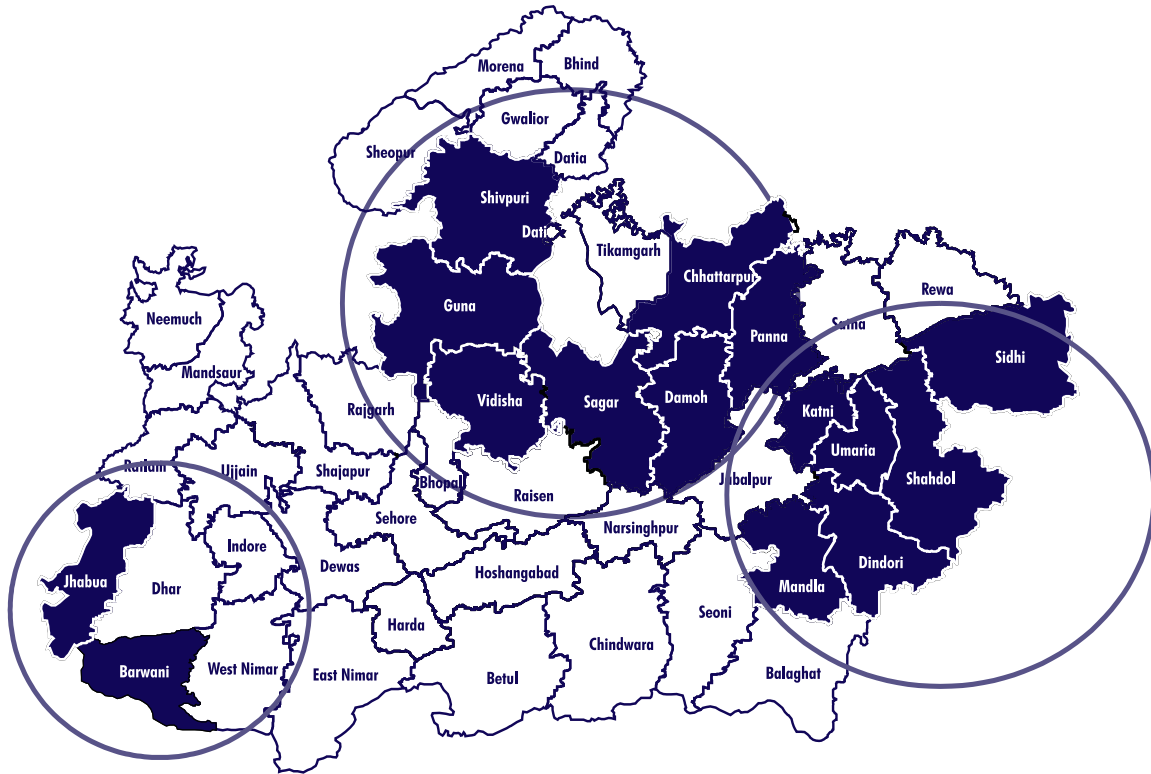 Morena
Bhind
Gwalior
Sheopur
Datia
Shivpuri
Dati
Tikamgarh
Chhattarpur
Rewa
Guna
Neemuch
Satna
Panna
Sidhi
Mandsaur
Vidisha
Sagar
Damoh
Rajgarh
Katni
Umaria
Ratlam
Ujjain
Shajapur
Bhopal
Raisen
Jabalpur
Shahdol
Sehore
Narsinghpur
Indore
Dewas
Hoshangabad
Dindori
Jhabua
Dhar
Mandla
Seoni
Harda
Chindwara
Barwani
West Nimar
East Nimar
Betul
Balaghat